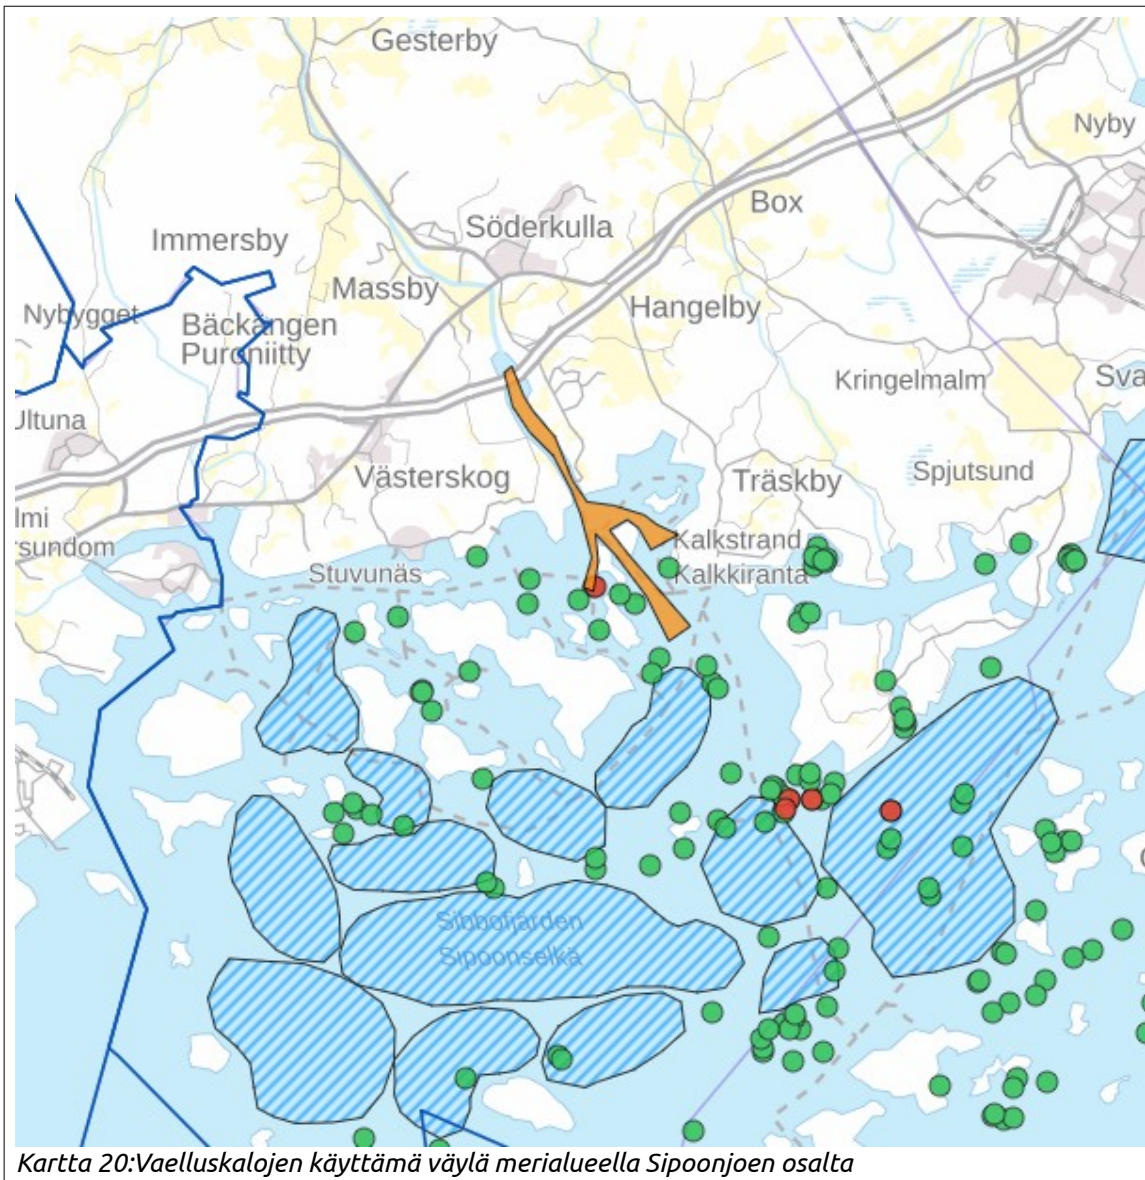 Gesterby
Nyby
Box
Söderkulla
Immersby
Massby
Hangelby
Nybygget
Bäckängen
Puroniitty
Kringelmalm
Sva
Ultuna
Västerskog
Träskby
Spjutsund
lmi
rsundom
Kalkstrand
Kalkkiranta
Stuvunäs
Sibbofjärden
Sipoonselkä
Kartta 20:Vaelluskalojen käyttämä väylä merialueella Sipoonjoen osalta